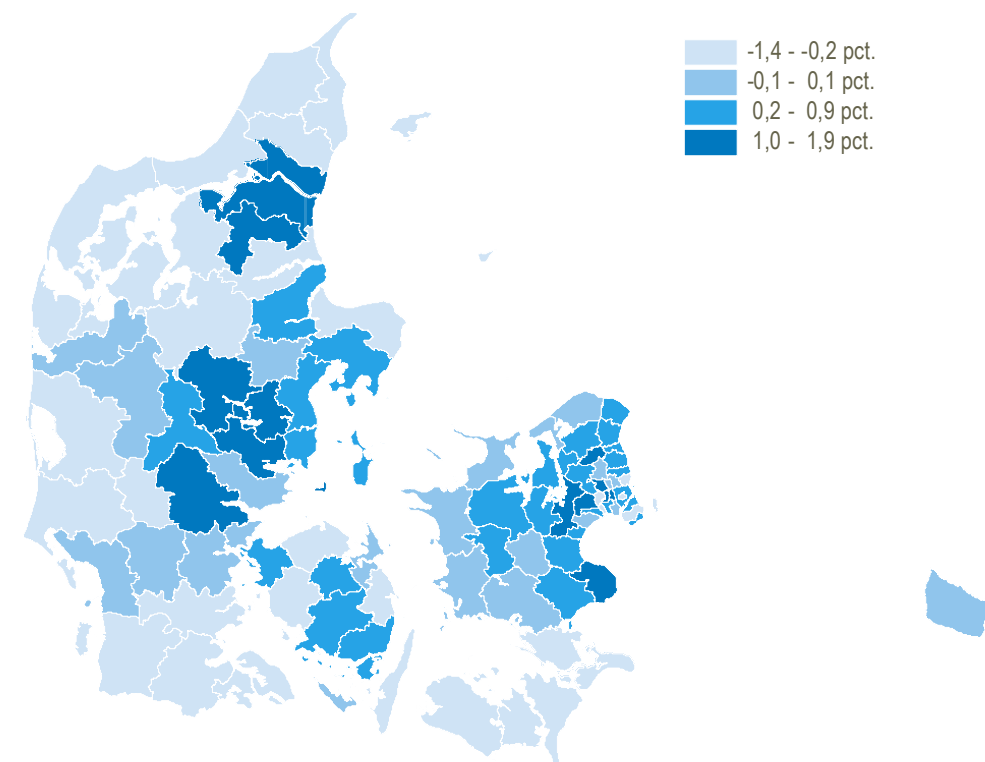 -1,4 - -0,2 pct.
-0,1 - 0,1 pct.
0,2 - 0,9 pct.
1,0 - 1,9 pct.